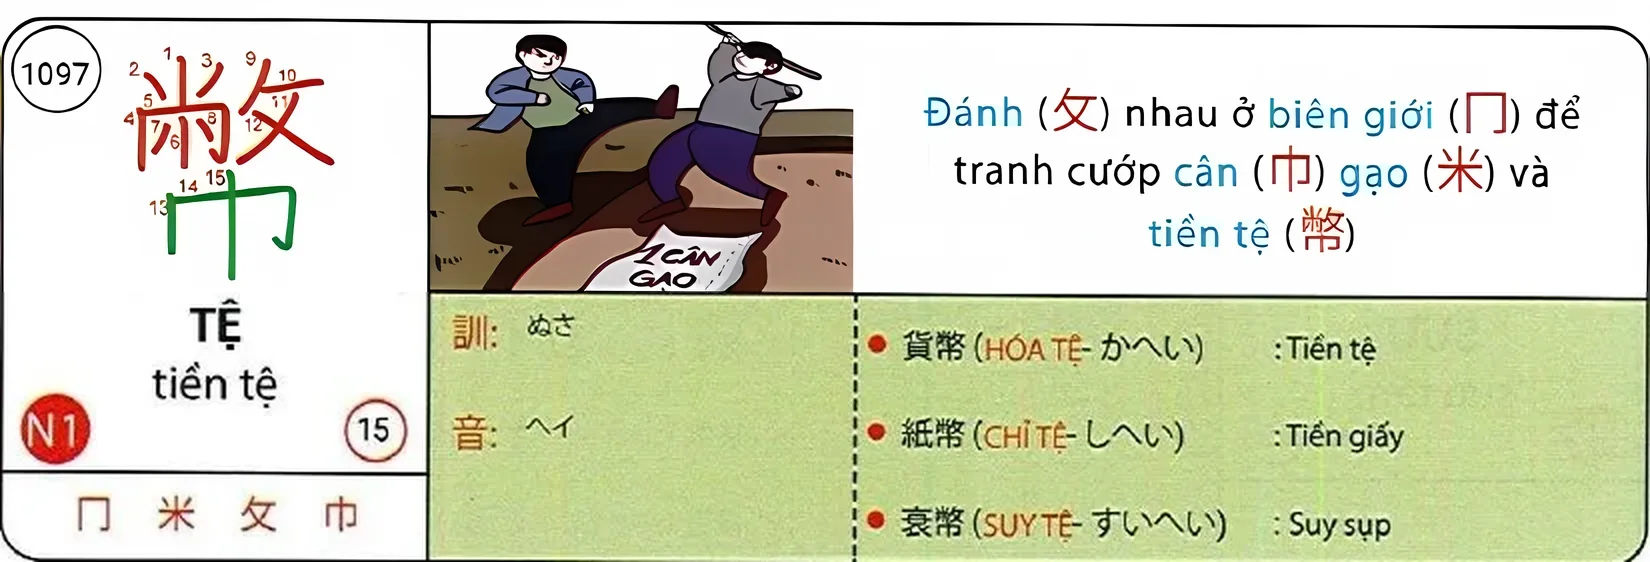 1097
幣
TỆ
tiền tệ
N1
15
冂 米 攵 巾
1 CÂN
GẠO
Đánh (攵) nhau ở biên giới (冂) để
tranh cướp cân (巾) gạo (米) và
tiền tệ (幣)
訓: ぬさ
音: ヘイ
貨幣 (HÓA TỆ- かへい) : Tiền tệ
紙幣 (CHỈ TỆ- しへい) : Tiền giấy
衰幣 (SUY TỆ- すいへい) : Suy sụp